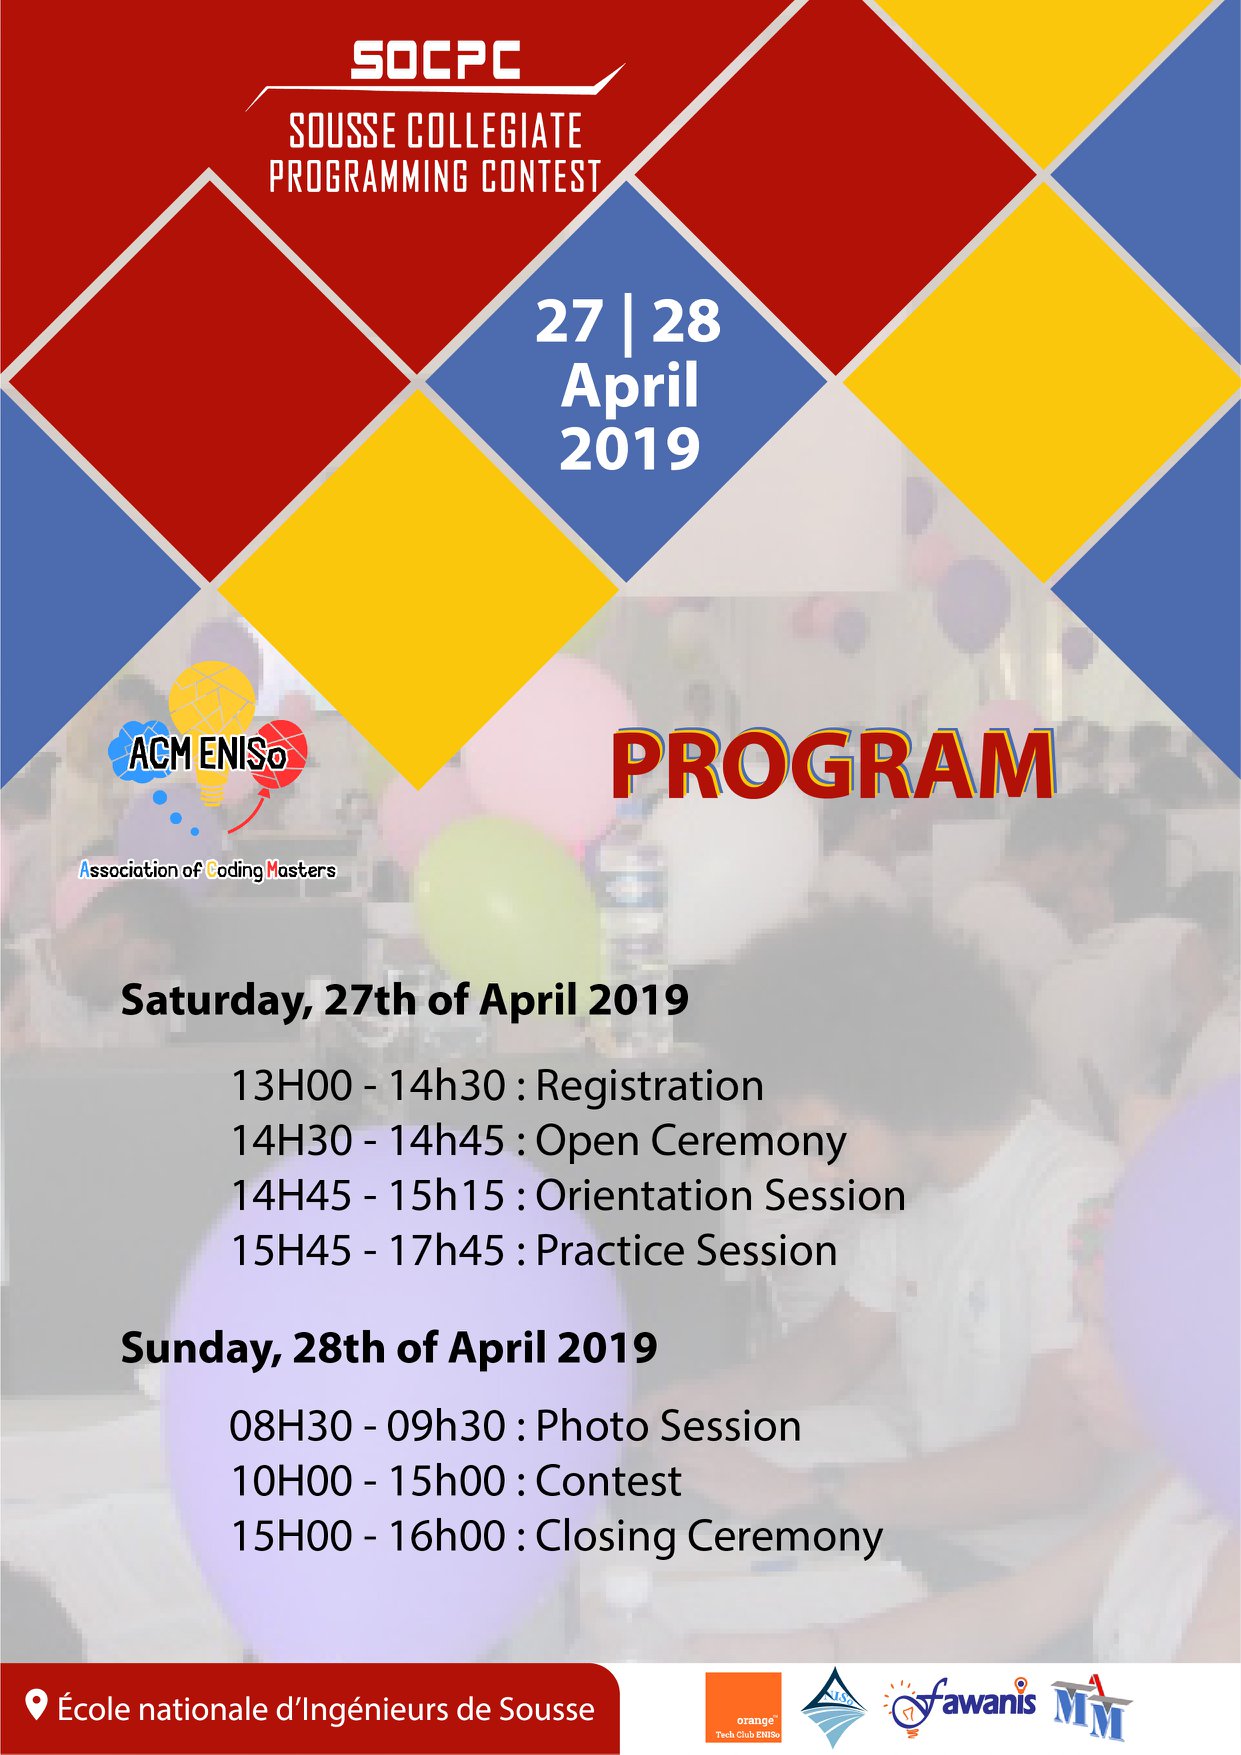 SOCPC
SOUSSE COLLEGIATE
PROGRAMMING CONTEST
27 | 28
April
2019
ACM ENISo
Association of Coding Masters
PROGRAM
Saturday, 27th of April 2019
13H00 - 14h30 : Registration
14H30 - 14h45 : Open Ceremony
14H45 - 15h15 : Orientation Session
15H45 - 17h45 : Practice Session
Sunday, 28th of April 2019
08H30 - 09h30 : Photo Session
10H00 - 15h00 : Contest
15H00 - 16h00 : Closing Ceremony
École nationale d’Ingénieurs de Sousse
orange™
Tech Club ENISo
fawanis
MAM